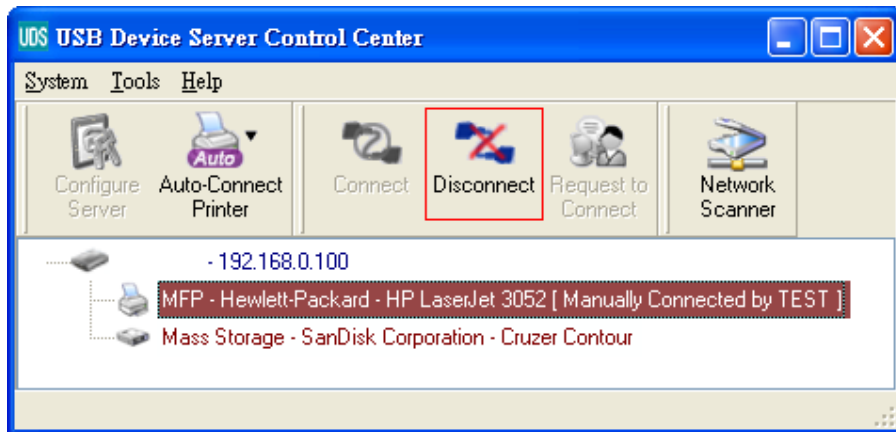 UDS USB Device Server Control Center
System Tools Help
Auto
Configure Server
Auto-Connect Printer
Connect
Disconnect
Request to Connect
Network Scanner
- 192.168.0.100
MFP - Hewlett-Packard - HP LaserJet 3052 [ Manually Connected by TEST ]
Mass Storage - SanDisk Corporation - Cruzer Contour